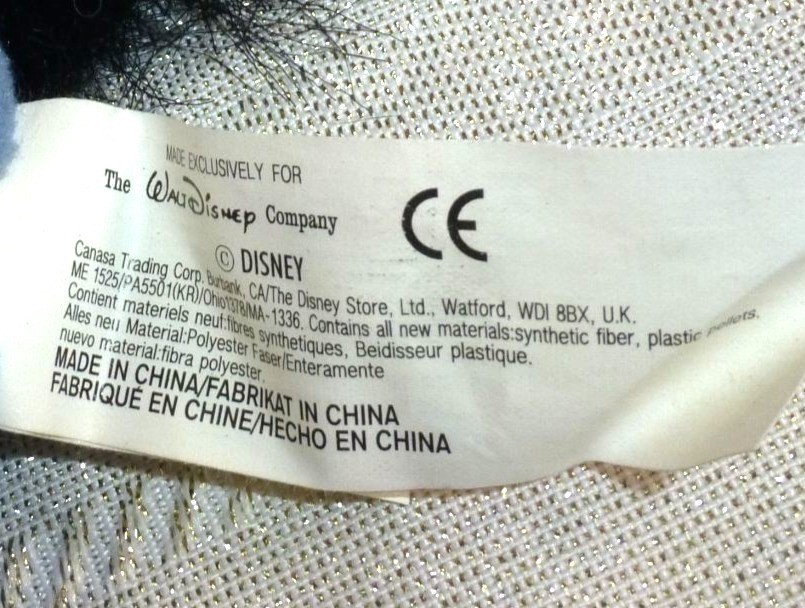 MADE EXCLUSIVELY FOR
The Walt Disney Company
CE
© DISNEY
Canasa Trading Corp. Burbank, CA/The Disney Store, Ltd., Watford, WDI 8BX, U.K.
ME 1525/PA5501(KR)/Ohio1378/MA-1336. Contains all new materials:synthetic fiber, plastic pellets.
Contient materiels neuf:fibres synthetiques, Beidisseur plastique.
Alles neu Material:Polyester Faser/Enteramente
nuevo material:fibra polyester.
MADE IN CHINA/FABRIKAT IN CHINA
FABRIQUÉ EN CHINE/HECHO EN CHINA